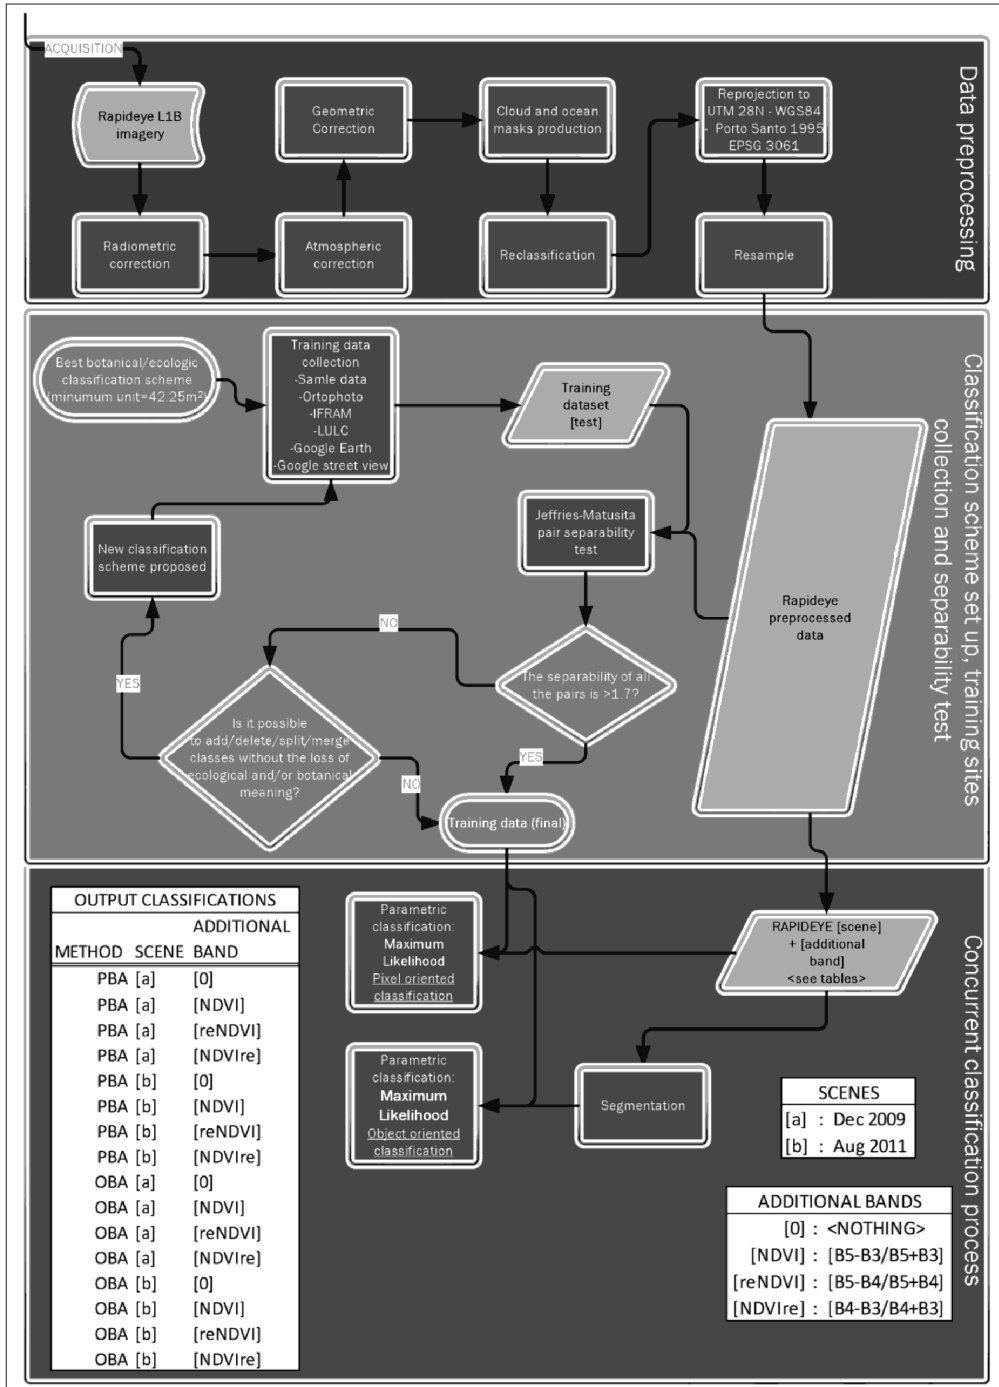 ACQUISITION
Rapideye L1B
imagery
Radiometric
correction
Geometric
Correction
Atmospheric
correction
Cloud and ocean
masks production
Reclassification
Reprojection to
UTM 28N - WGS84
- Porto Santo 1995
EPSG 3061
Resample
Data preprocessing
Best botanical/ecologic
classification scheme
(minumum unit=42.25m²)
Training data
collection
-Samle data
-Ortophoto
-IFRAM
-LULC
-Google Earth
-Google street view
Training
dataset
[test]
New classification
scheme proposed
Jeffries-Matusita
pair separability
test
Rapideye
preprocessed
data
NO
The separability of all
the pairs is >1.7?
YES
Is it possible
to add/delete/split/merge
classes without the loss of
ecological and/or botanical
meaning?
YES
NO
Training data (final)
Classification scheme set up, training sites
collection and separability test
OUTPUT CLASSIFICATIONS
ADDITIONAL
METHOD SCENE BAND
PBA [a] [0]
PBA [a] [NDVI]
PBA [a] [reNDVI]
PBA [a] [NDVIre]
PBA [b] [0]
PBA [b] [NDVI]
PBA [b] [reNDVI]
PBA [b] [NDVIre]
OBA [a] [0]
OBA [a] [NDVI]
OBA [a] [reNDVI]
OBA [a] [NDVIre]
OBA [b] [0]
OBA [b] [NDVI]
OBA [b] [reNDVI]
OBA [b] [NDVIre]
Parametric
classification:
Maximum
Likelihood
Pixel oriented
classification
Parametric
classification:
Maximum
Likelihood
Object oriented
classification
RAPIDEYE [scene]
+ [additional
band]
<see tables>
Segmentation
SCENES
[a] : Dec 2009
[b] : Aug 2011
ADDITIONAL BANDS
[0] : <NOTHING>
[NDVI] : [B5-B3/B5+B3]
[reNDVI] : [B5-B4/B5+B4]
[NDVIre] : [B4-B3/B4+B3]
Concurrent classification process